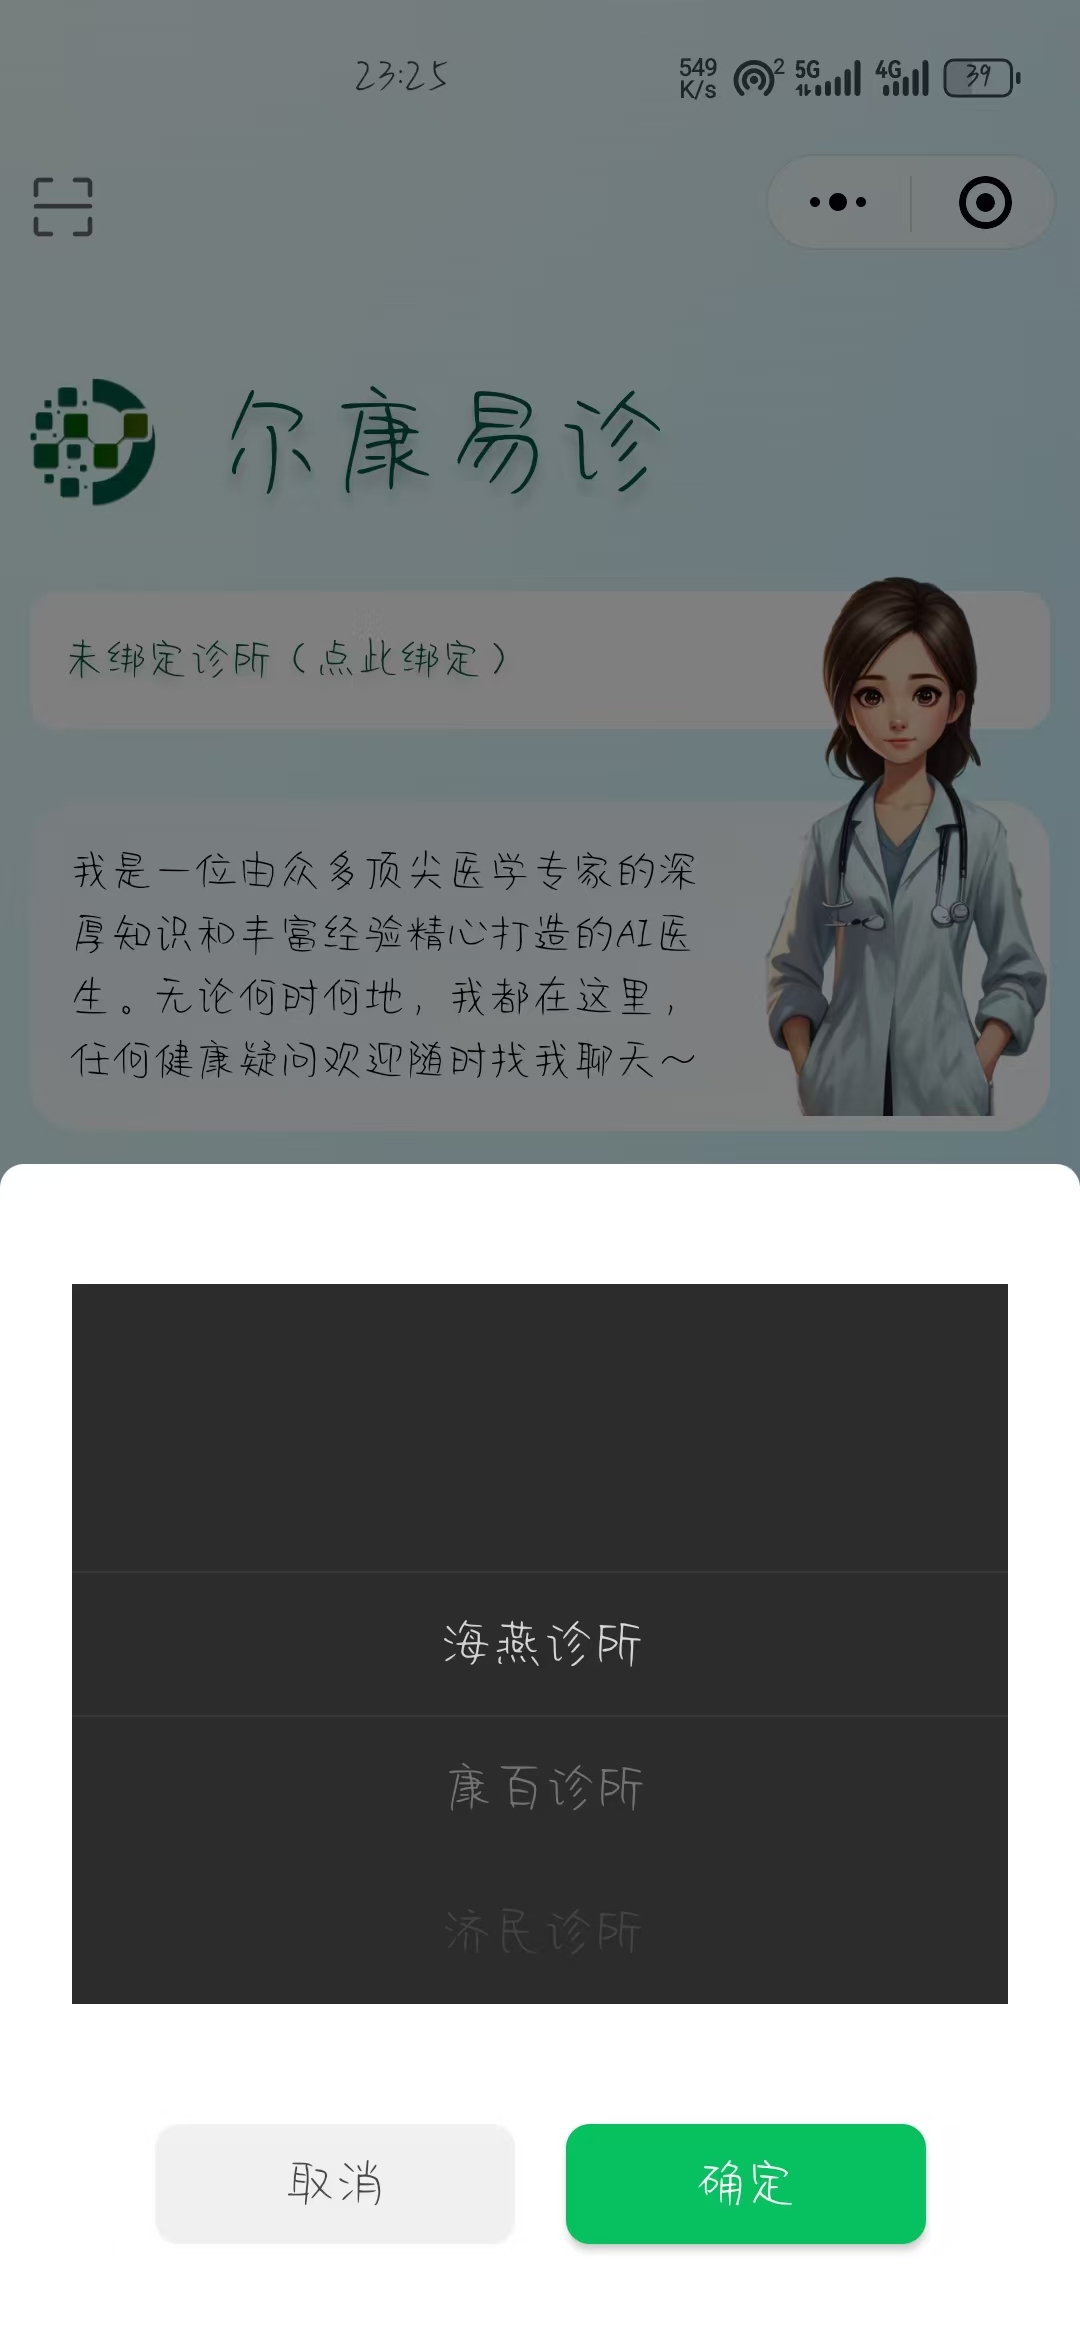 23:25
549 K/s 2 5G 4G 39
尔康易诊
未绑定诊所（点此绑定）
我是一位由众多顶尖医学专家的深
厚知识和丰富经验精心打造的AI医
生。无论何时何地，我都在这里，
任何健康疑问欢迎随时找我聊天～
海燕诊所
康百诊所
济民诊所
取消
确定